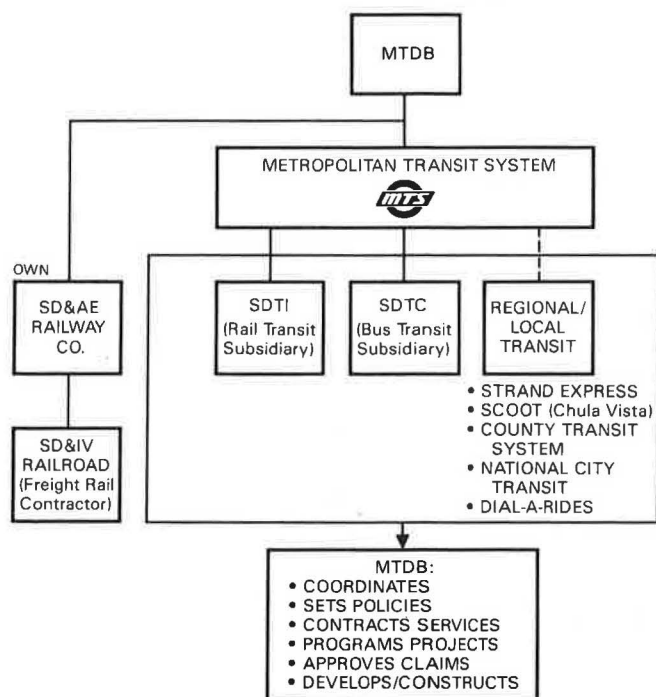 MTDB
METROPOLITAN TRANSIT SYSTEM
MTS
OWN
SD&AE
RAILWAY
CO.
SDTI
(Rail Transit
Subsidiary)
SDTC
(Bus Transit
Subsidiary)
REGIONAL/
LOCAL
TRANSIT
SD&IV
RAILROAD
(Freight Rail
Contractor)
• STRAND EXPRESS
• SCOOT (Chula Vista)
• COUNTY TRANSIT
SYSTEM
• NATIONAL CITY
TRANSIT
• DIAL-A-RIDES
MTDB:
• COORDINATES
• SETS POLICIES
• CONTRACTS SERVICES
• PROGRAMS PROJECTS
• APPROVES CLAIMS
• DEVELOPS/CONSTRUCTS